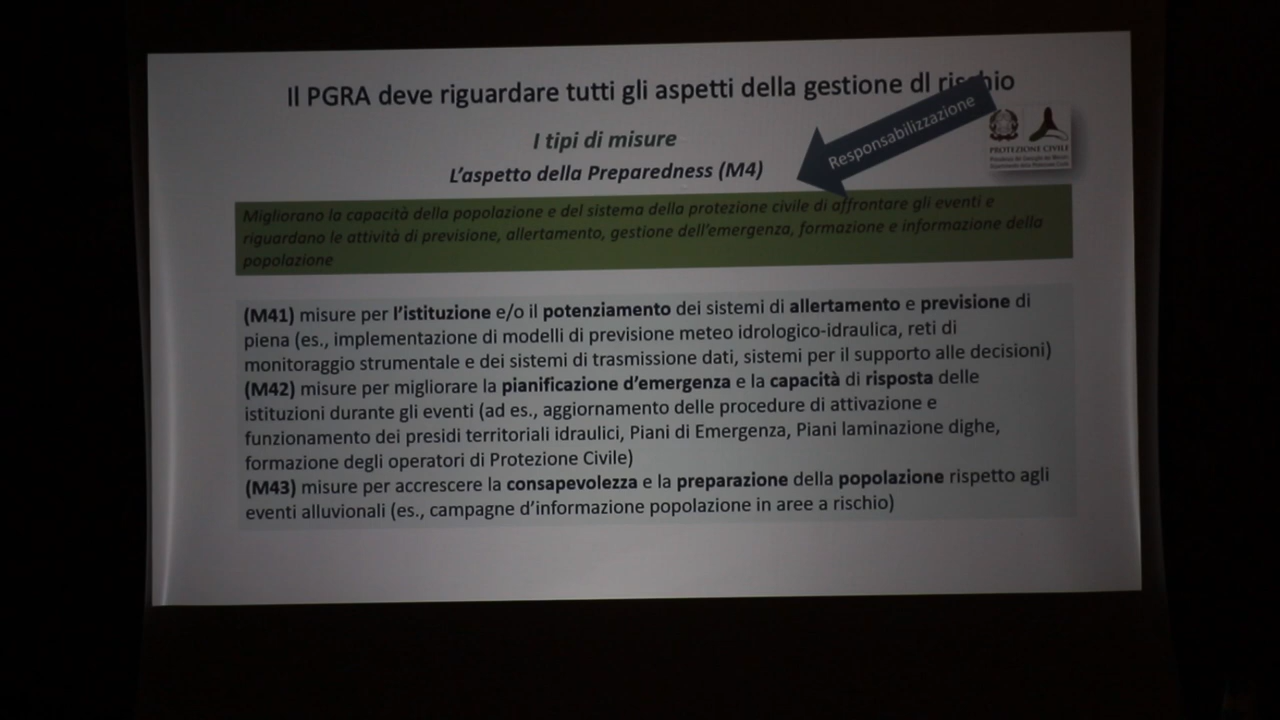 Il PGRA deve riguardare tutti gli aspetti della gestione dl rischio
I tipi di misure
L'aspetto della Preparedness (M4)
Responsabilizzazione
PROTEZIONE CIVILE
Migliorano la capacità della popolazione e del sistema della protezione civile di affrontare gli eventi e
riguardano le attività di previsione, allertamento, gestione dell'emergenza, formazione e informazione della
popolazione
(M41) misure per l'istituzione e/o il potenziamento dei sistemi di allertamento e previsione di
piena (es., implementazione di modelli di previsione meteo idrologico-idraulica, reti di
monitoraggio strumentale e dei sistemi di trasmissione dati, sistemi per il supporto alle decisioni)
(M42) misure per migliorare la pianificazione d'emergenza e la capacità di risposta delle
istituzioni durante gli eventi (ad es., aggiornamento delle procedure di attivazione e
funzionamento dei presidi territoriali idraulici, Piani di Emergenza, Piani laminazione dighe,
formazione degli operatori di Protezione Civile)
(M43) misure per accrescere la consapevolezza e la preparazione della popolazione rispetto agli
eventi alluvionali (es., campagne d'informazione popolazione in aree a rischio)